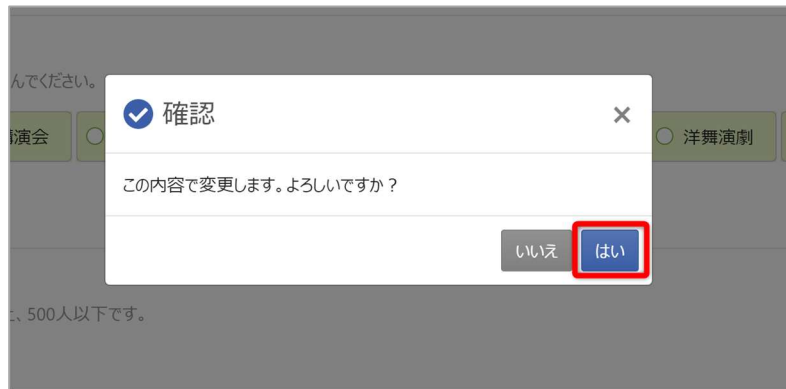 んでください。
確認
×
演会
洋舞演劇
この内容で変更します。よろしいですか？
いいえ
はい
、500人以下です。